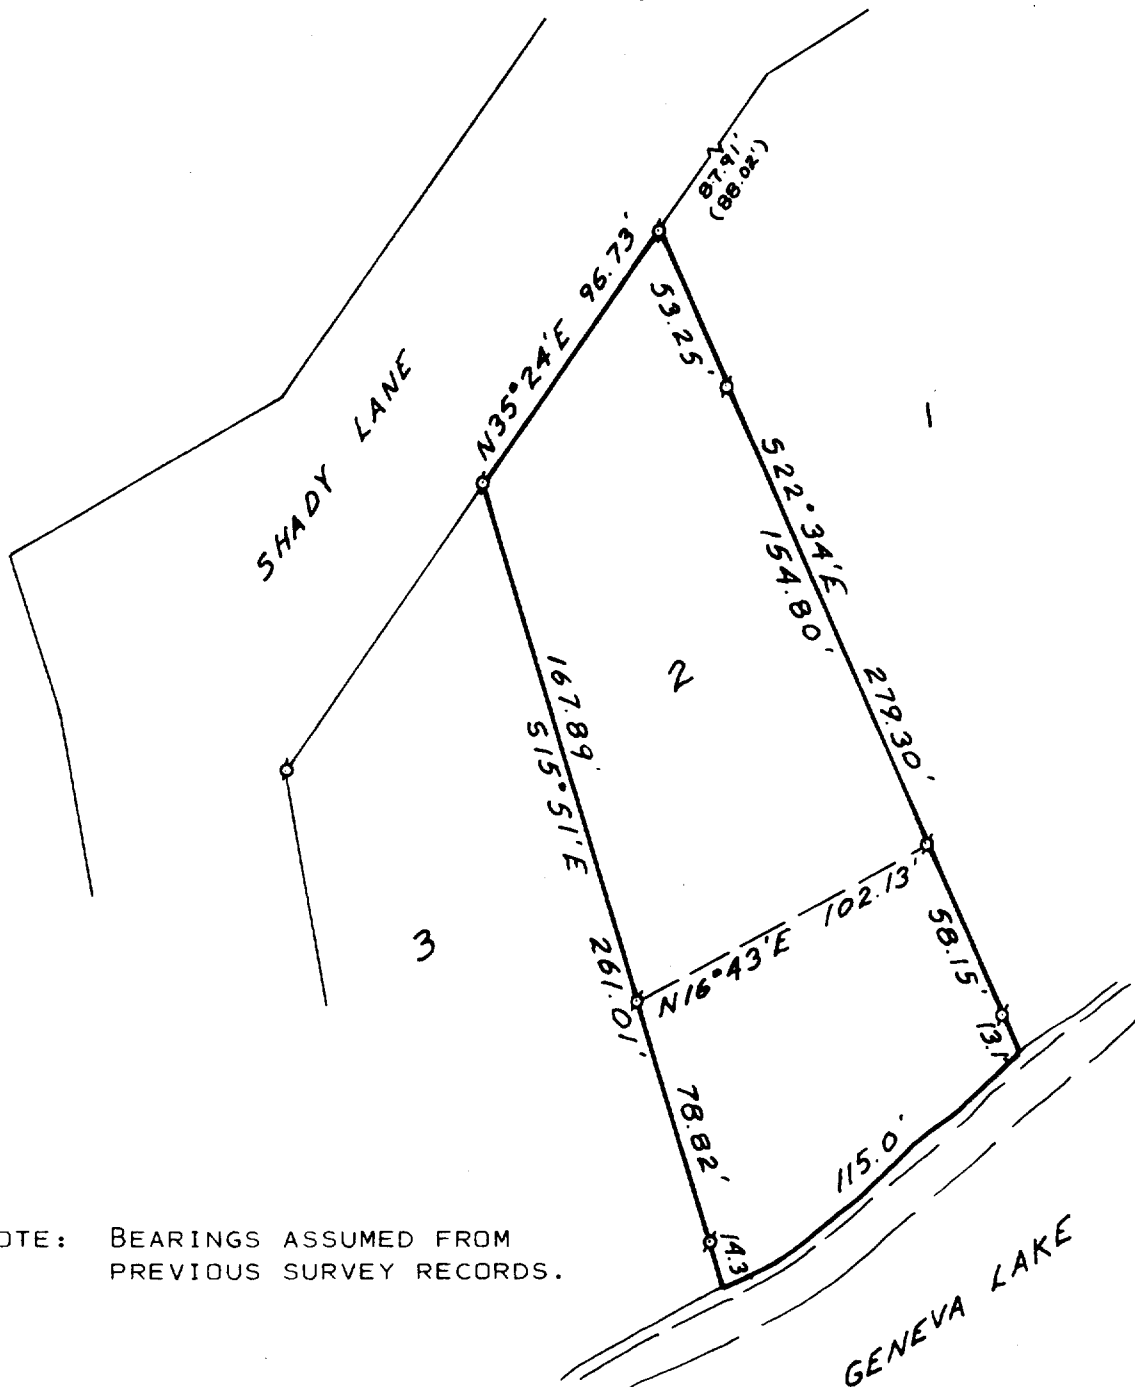 87.91'
(88.02')
N35°24'E 96.73'
53.25'
SHADY LANE
1
S22°34'E
154.80'
279.30'
2
167.89'
S15°51'E
261.01'
3
N16°43'E 102.13'
58.15'
13.1
78.82'
115.0'
14.3
OTE: BEARINGS ASSUMED FROM
PREVIOUS SURVEY RECORDS.
GENEVA LAKE